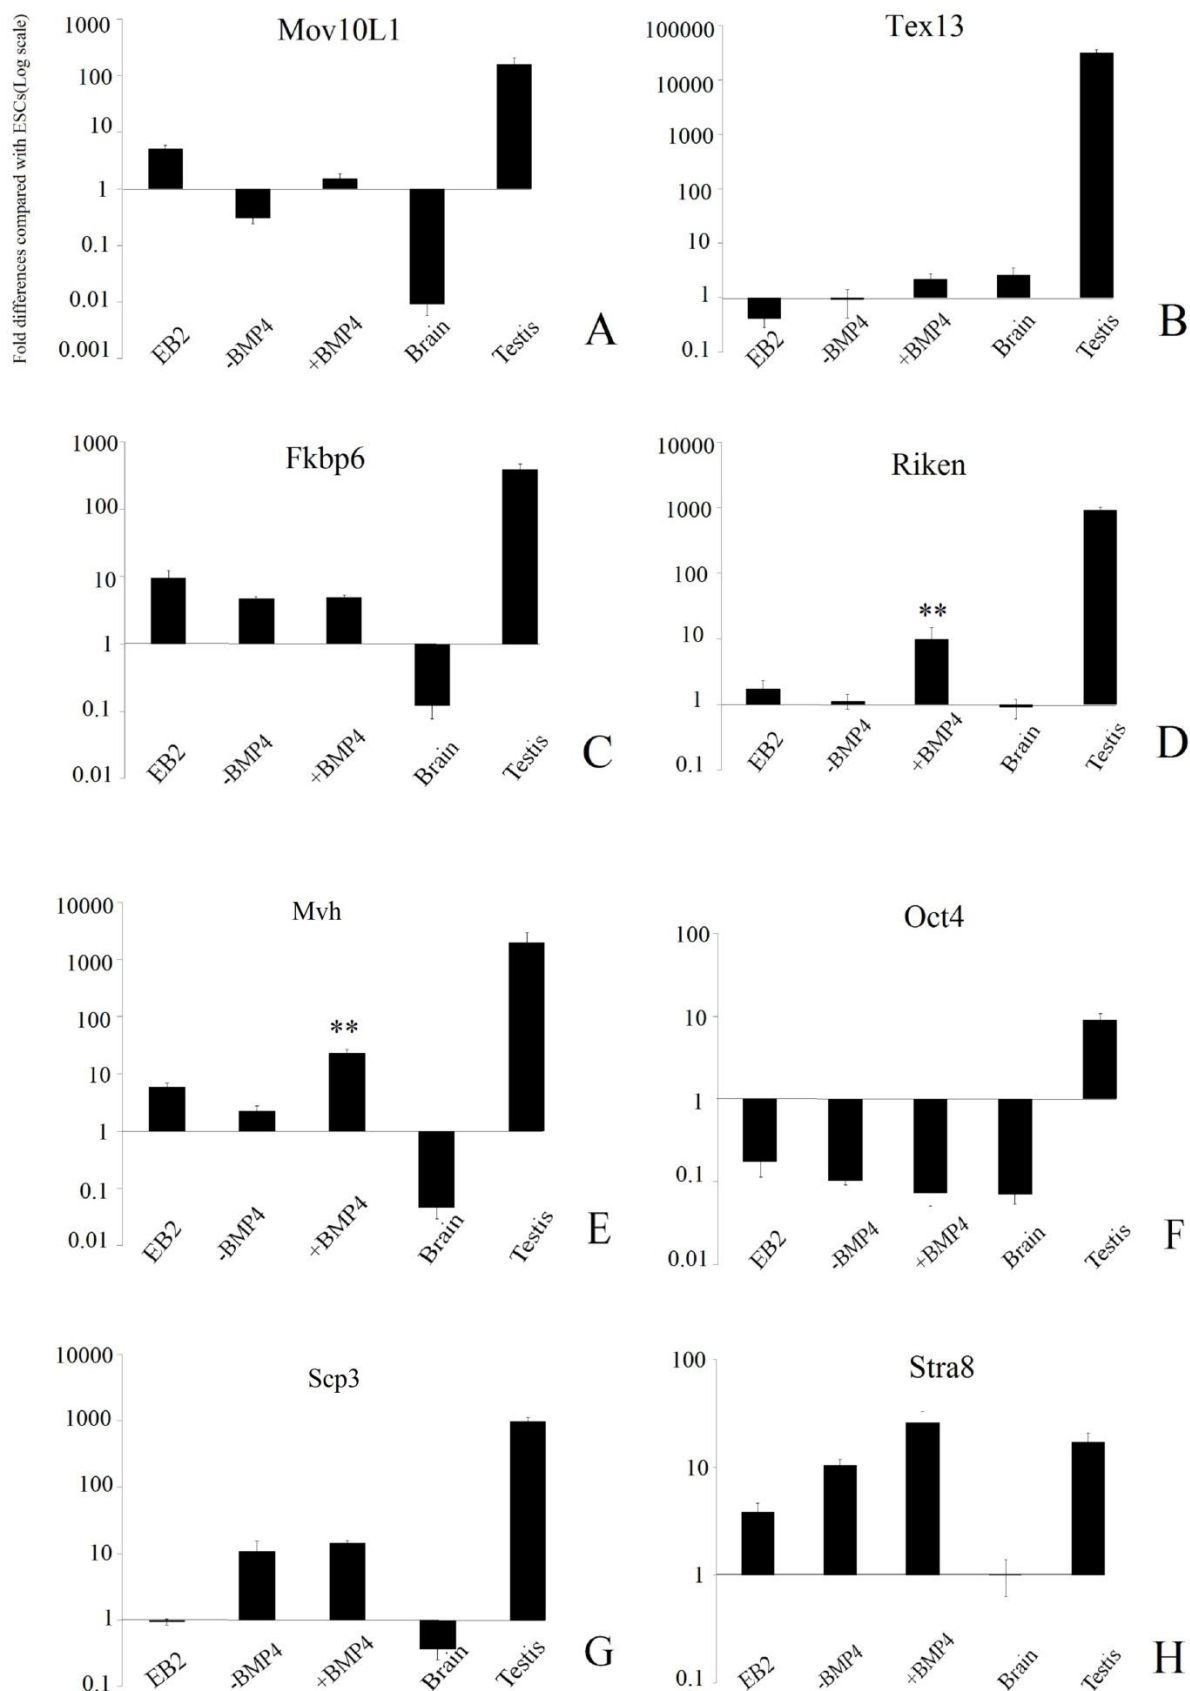 Fold differences compared with ESCs(Log scale)
Mov10L1
1000
100
10
1
0.1
0.01
0.001
EB2 -BMP4 +BMP4 Brain Testis
A
Tex13
100000
10000
1000
100
10
1
0.1
EB2 -BMP4 +BMP4 Brain Testis
B
Fkbp6
1000
100
10
1
0.1
0.01
EB2 -BMP4 +BMP4 Brain Testis
C
Riken
10000
1000
100
10
1
0.1
**
EB2 -BMP4 +BMP4 Brain Testis
D
Mvh
10000
1000
100
10
1
0.1
0.01
**
EB2 -BMP4 +BMP4 Brain Testis
E
Oct4
100
10
1
0.1
0.01
EB2 -BMP4 +BMP4 Brain Testis
F
Scp3
10000
1000
100
10
1
0.1
EB2 -BMP4 +BMP4 Brain Testis
G
Stra8
100
10
1
0.1
EB2 -BMP4 +BMP4 Brain Testis
H